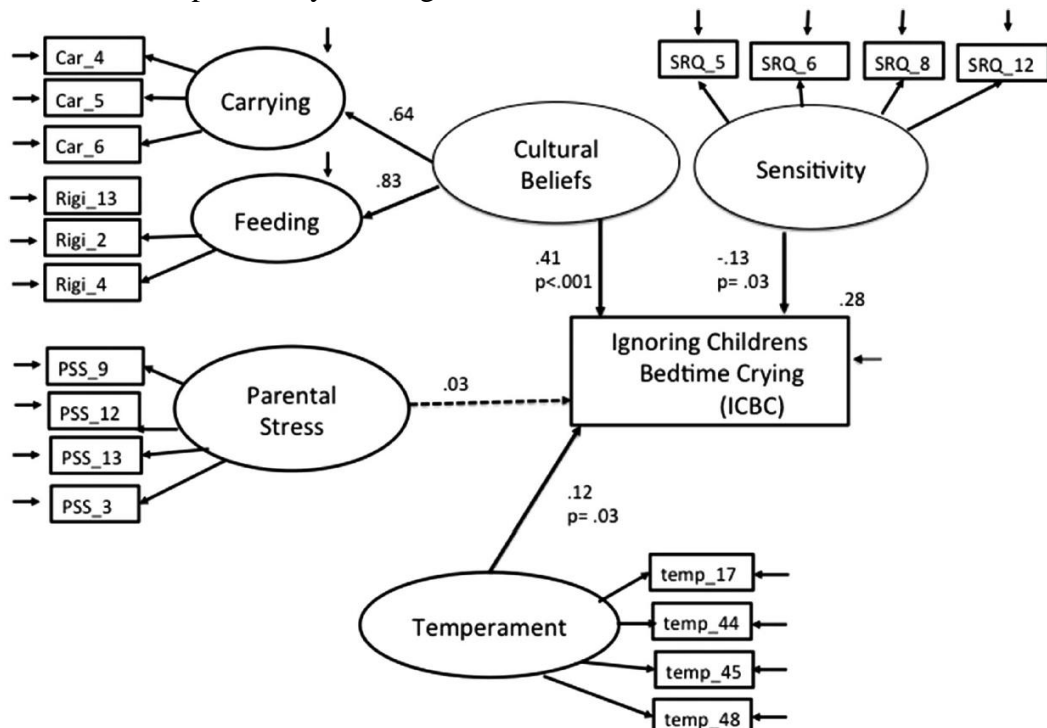 Car_4
Car_5
Car_6
Rigi_13
Rigi_2
Rigi_4
Carrying
Feeding
.64
.83
Cultural
Beliefs
SRQ_5
SRQ_6
SRQ_8
SRQ_12
Sensitivity
.41
p<.001
-.13
p= .03
.28
Ignoring Childrens
Bedtime Crying
(ICBC)
PSS_9
PSS_12
PSS_13
PSS_3
Parental
Stress
.03
.12
p= .03
Temperament
temp_17
temp_44
temp_45
temp_48